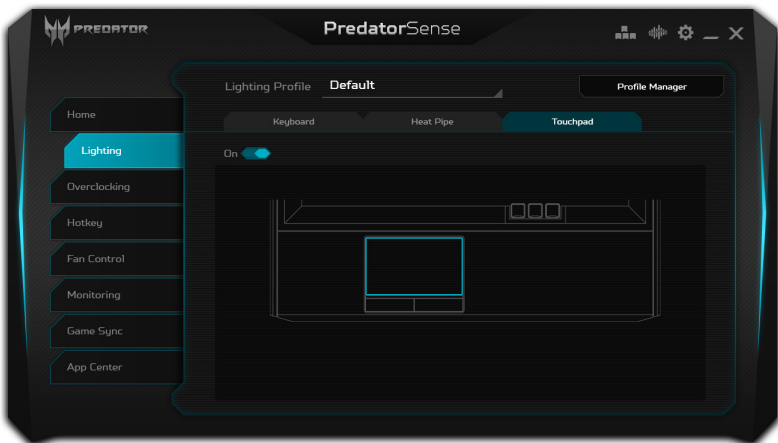 PREDATOR
PredatorSense
Lighting Profile Default
Profile Manager
Home
Keyboard Heat Pipe Touchpad
Lighting
On
Overclocking
Hotkey
Fan Control
Monitoring
Game Sync
App Center